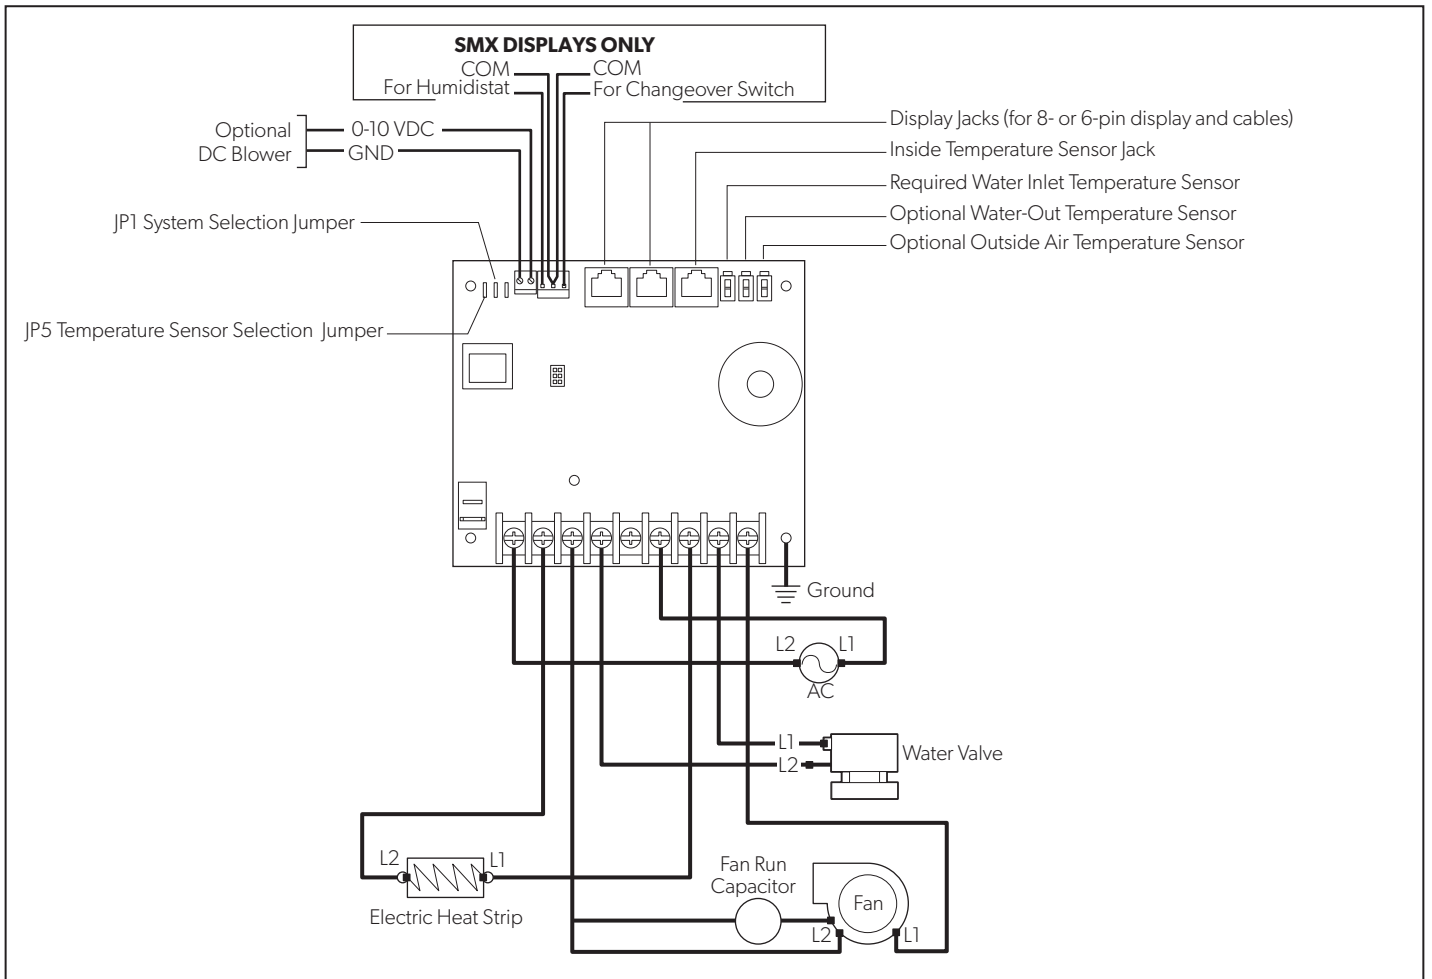 SMX DISPLAYS ONLY
COM
COM
For Humidistat
For Changeover Switch
Optional
DC Blower
0-10 VDC
GND
Display Jacks (for 8- or 6-pin display and cables)
Inside Temperature Sensor Jack
Required Water Inlet Temperature Sensor
Optional Water-Out Temperature Sensor
Optional Outside Air Temperature Sensor
JP1 System Selection Jumper
JP5 Temperature Sensor Selection Jumper
Ground
L2
L1
AC
L1
L2
Water Valve
L2
L1
Electric Heat Strip
Fan Run
Capacitor
Fan
L2
L1